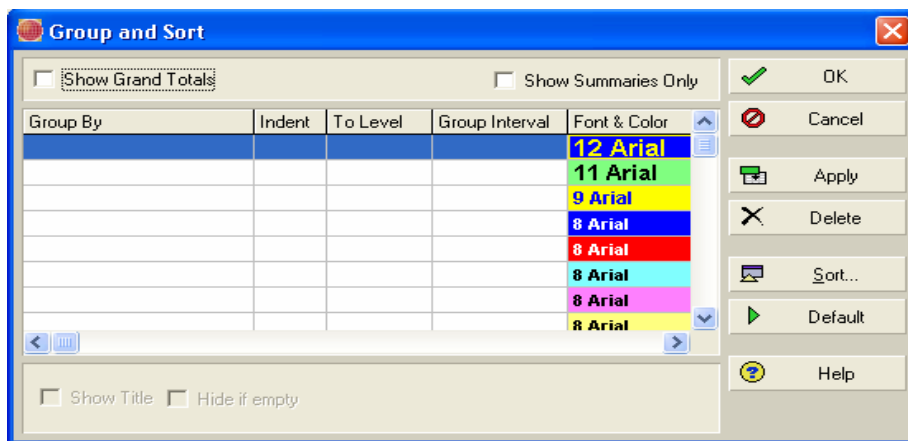 Group and Sort
Show Grand Totals
Show Summaries Only
Group By Indent To Level Group Interval Font & Color
12 Arial
11 Arial
9 Arial
8 Arial
8 Arial
8 Arial
8 Arial
8 Arial
Show Title Hide if empty
OK
Cancel
Apply
Delete
Sort...
Default
Help